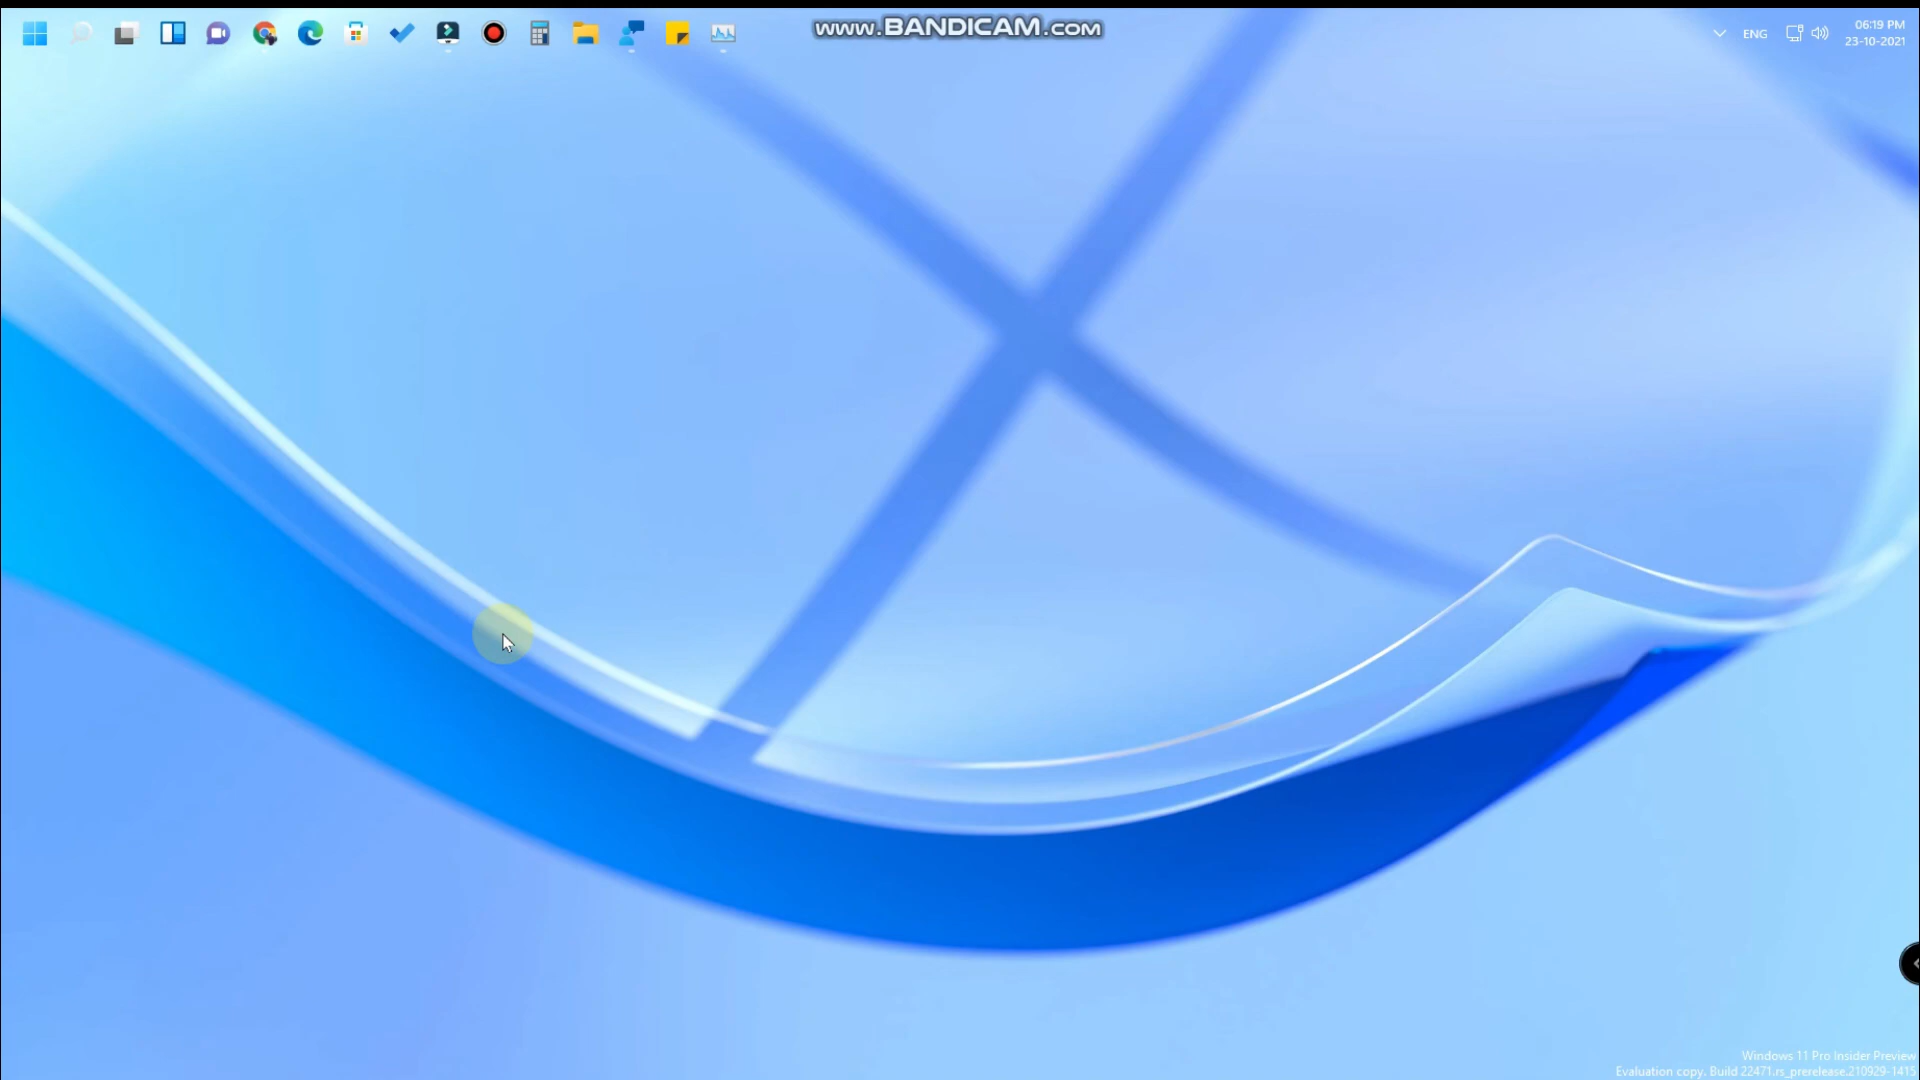 www.BANDICAM.com
ENG
06:19 PM
23-10-2021
Windows 11 Pro Insider Preview
Evaluation copy. Build 22471.rs_prerelease.210929-1415